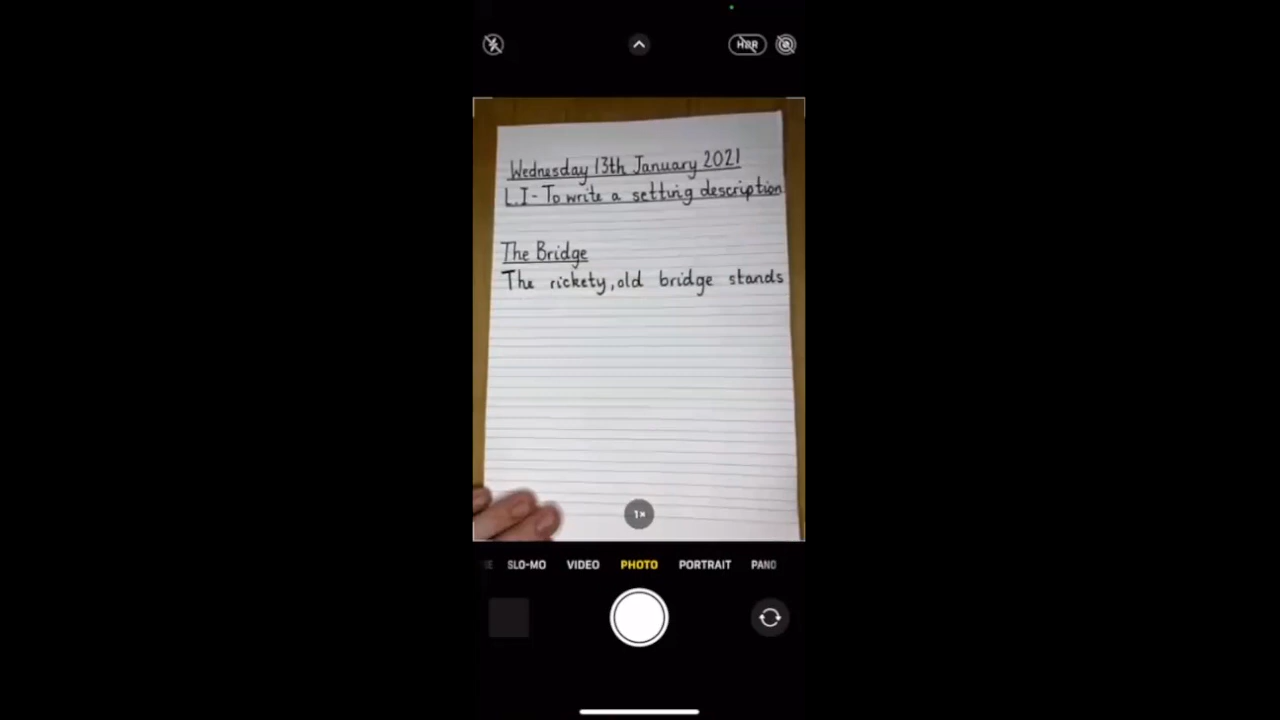 HDR
Wednesday 13th January 2021
L.I - To write a setting description
The Bridge
The rickety, old bridge stands
1×
SLO-MO VIDEO PHOTO PORTRAIT PANO